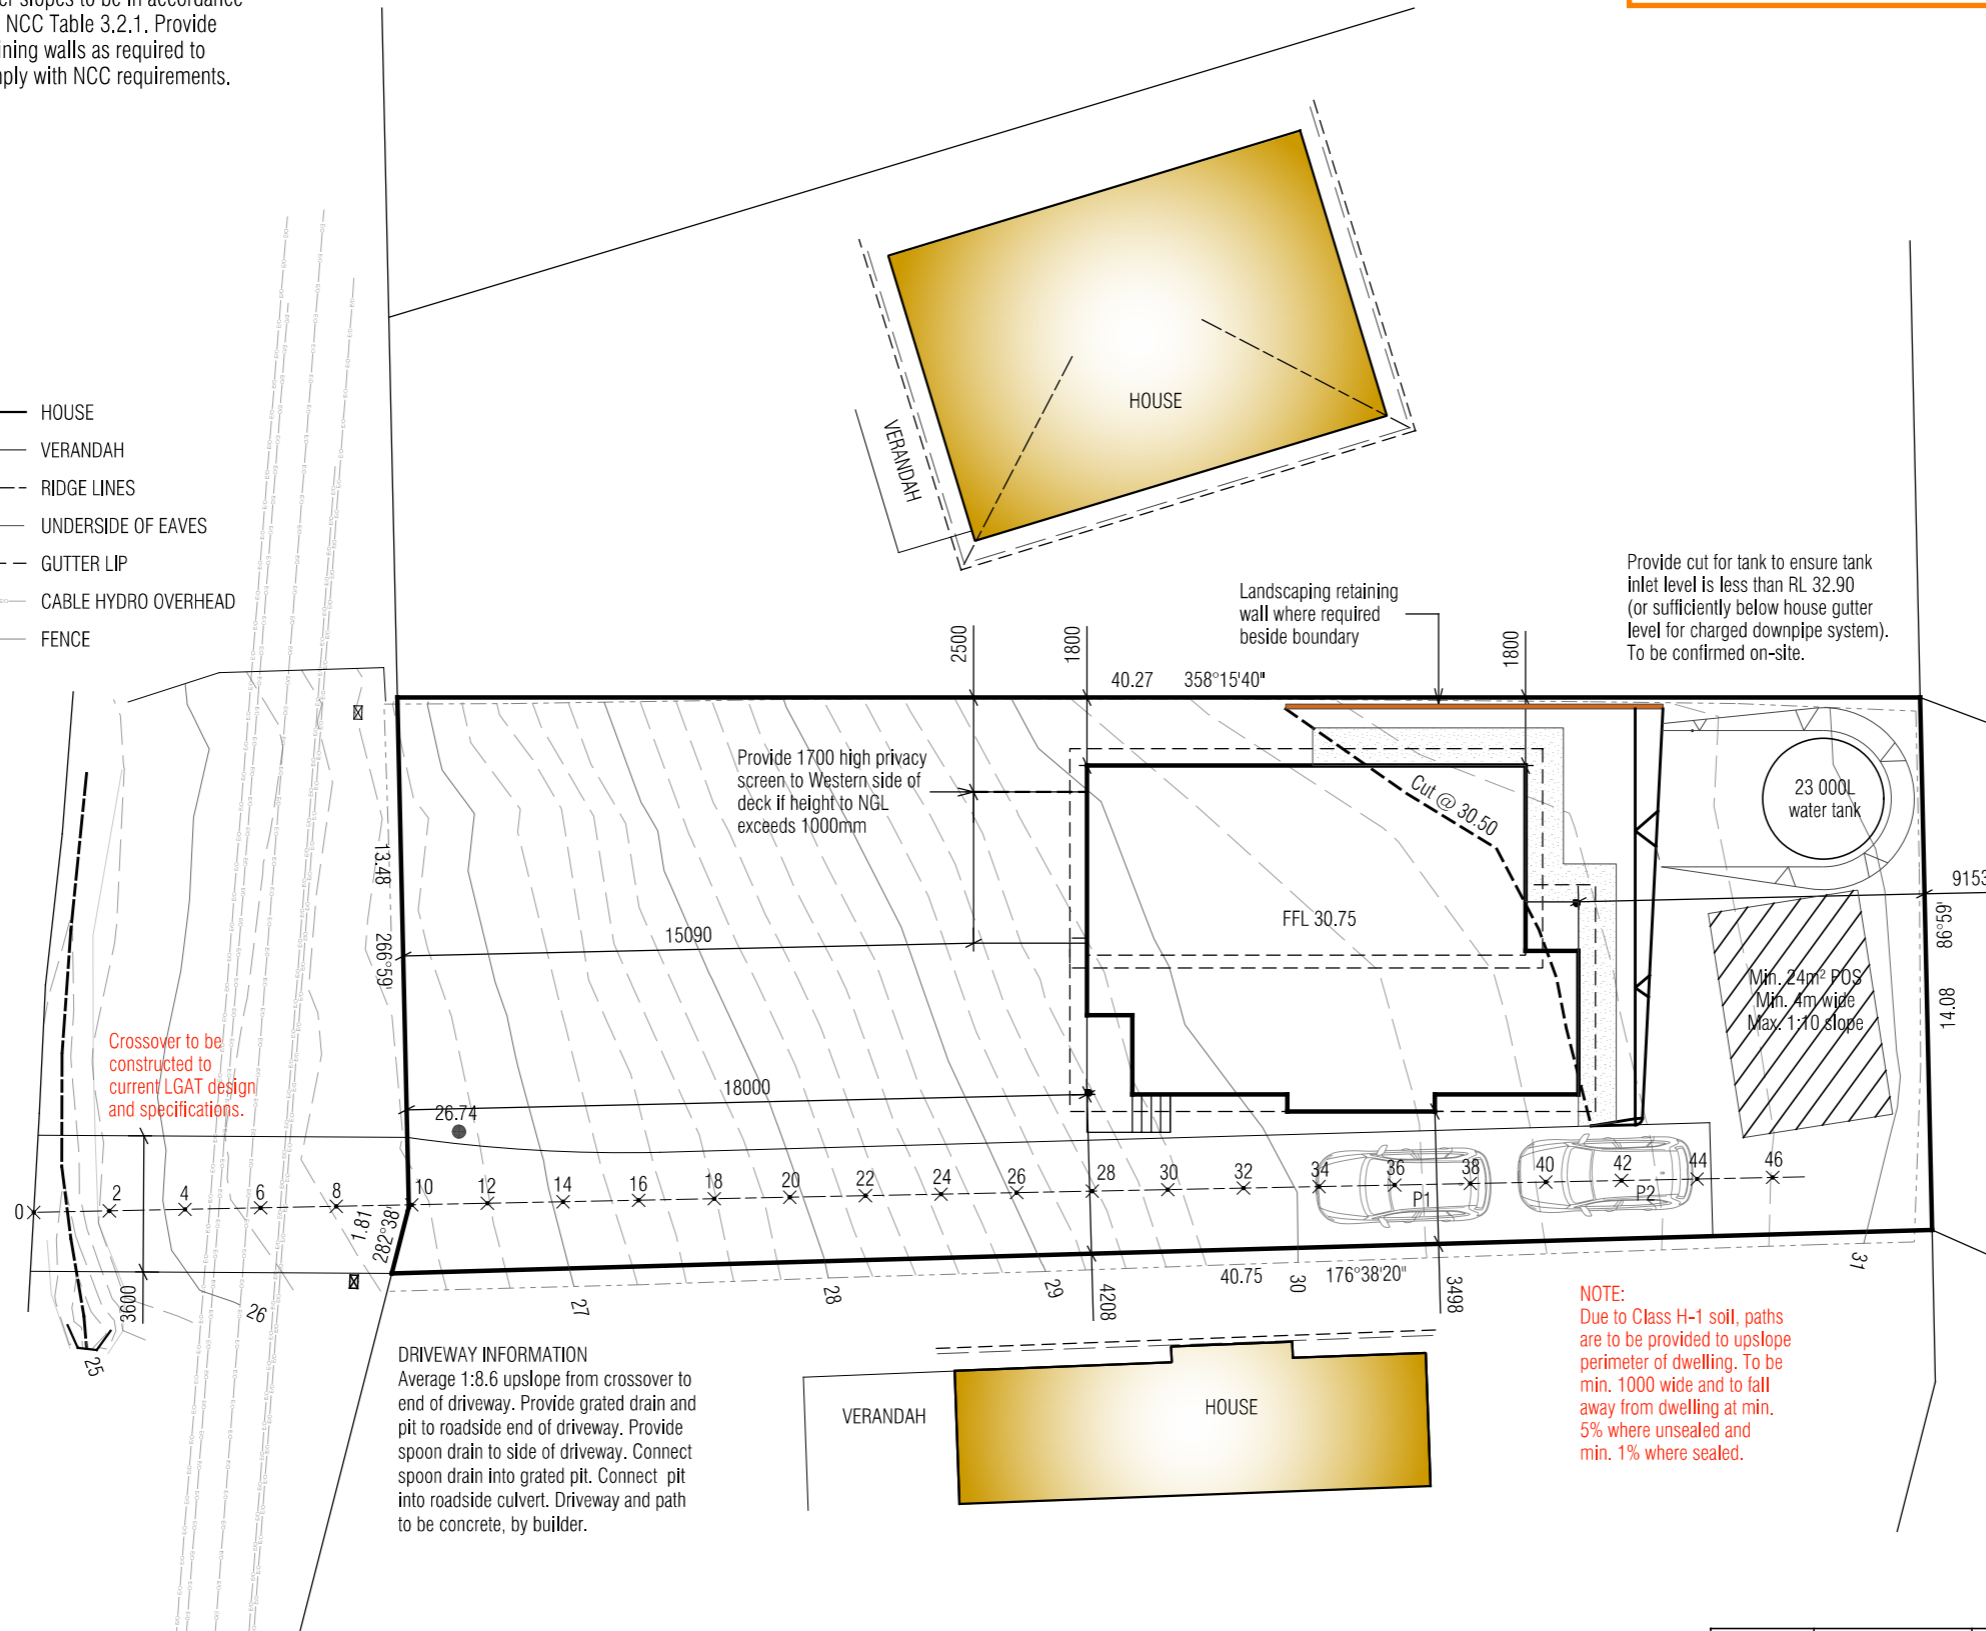 slopes to be in accordance
NCC Table 3.2.1. Provide
walls as required to
with NCC requirements.
HOUSE
VERANDAH
RIDGE LINES
UNDERSIDE OF EAVES
GUTTER LIP
CABLE HYDRO OVERHEAD
FENCE
HOUSE
VERANDAH
Landscaping retaining
wall where required
beside boundary
Provide cut for tank to ensure tank
inlet level is less than RL 32.90
(or sufficiently below house gutter
level for charged downpipe system).
To be confirmed on-site.
2500
1800
1800
40.27 358°15'40"
Provide 1700 high privacy
screen to Western side of
deck if height to NGL
exceeds 1000mm
Cut @ 30.50
23 000L
water tank
13.48
266°59'
15090
FFL 30.75
9153
86°59'
14.08
Min. 24m² POS
Min. 4m wide
Max. 1:10 slope
Crossover to be
constructed to
current LGAT design
and specifications.
18000
26.74
0 2 4 6 8 10 12 14 16 18 20 22 24 26 28 30 32 34 36 38 40 42 44 46
P1
P2
1.81
282°38'
3600
25
26
27
28
29
30
31
4208
40.75 176°38'20"
3498
DRIVEWAY INFORMATION
Average 1:8.6 upslope from crossover to
end of driveway. Provide grated drain and
pit to roadside end of driveway. Provide
spoon drain to side of driveway. Connect
spoon drain into grated pit. Connect pit
into roadside culvert. Driveway and path
to be concrete, by builder.
VERANDAH
HOUSE
NOTE:
Due to Class H-1 soil, paths
are to be provided to upslope
perimeter of dwelling. To be
min. 1000 wide and to fall
away from dwelling at min.
5% where unsealed and
min. 1% where sealed.